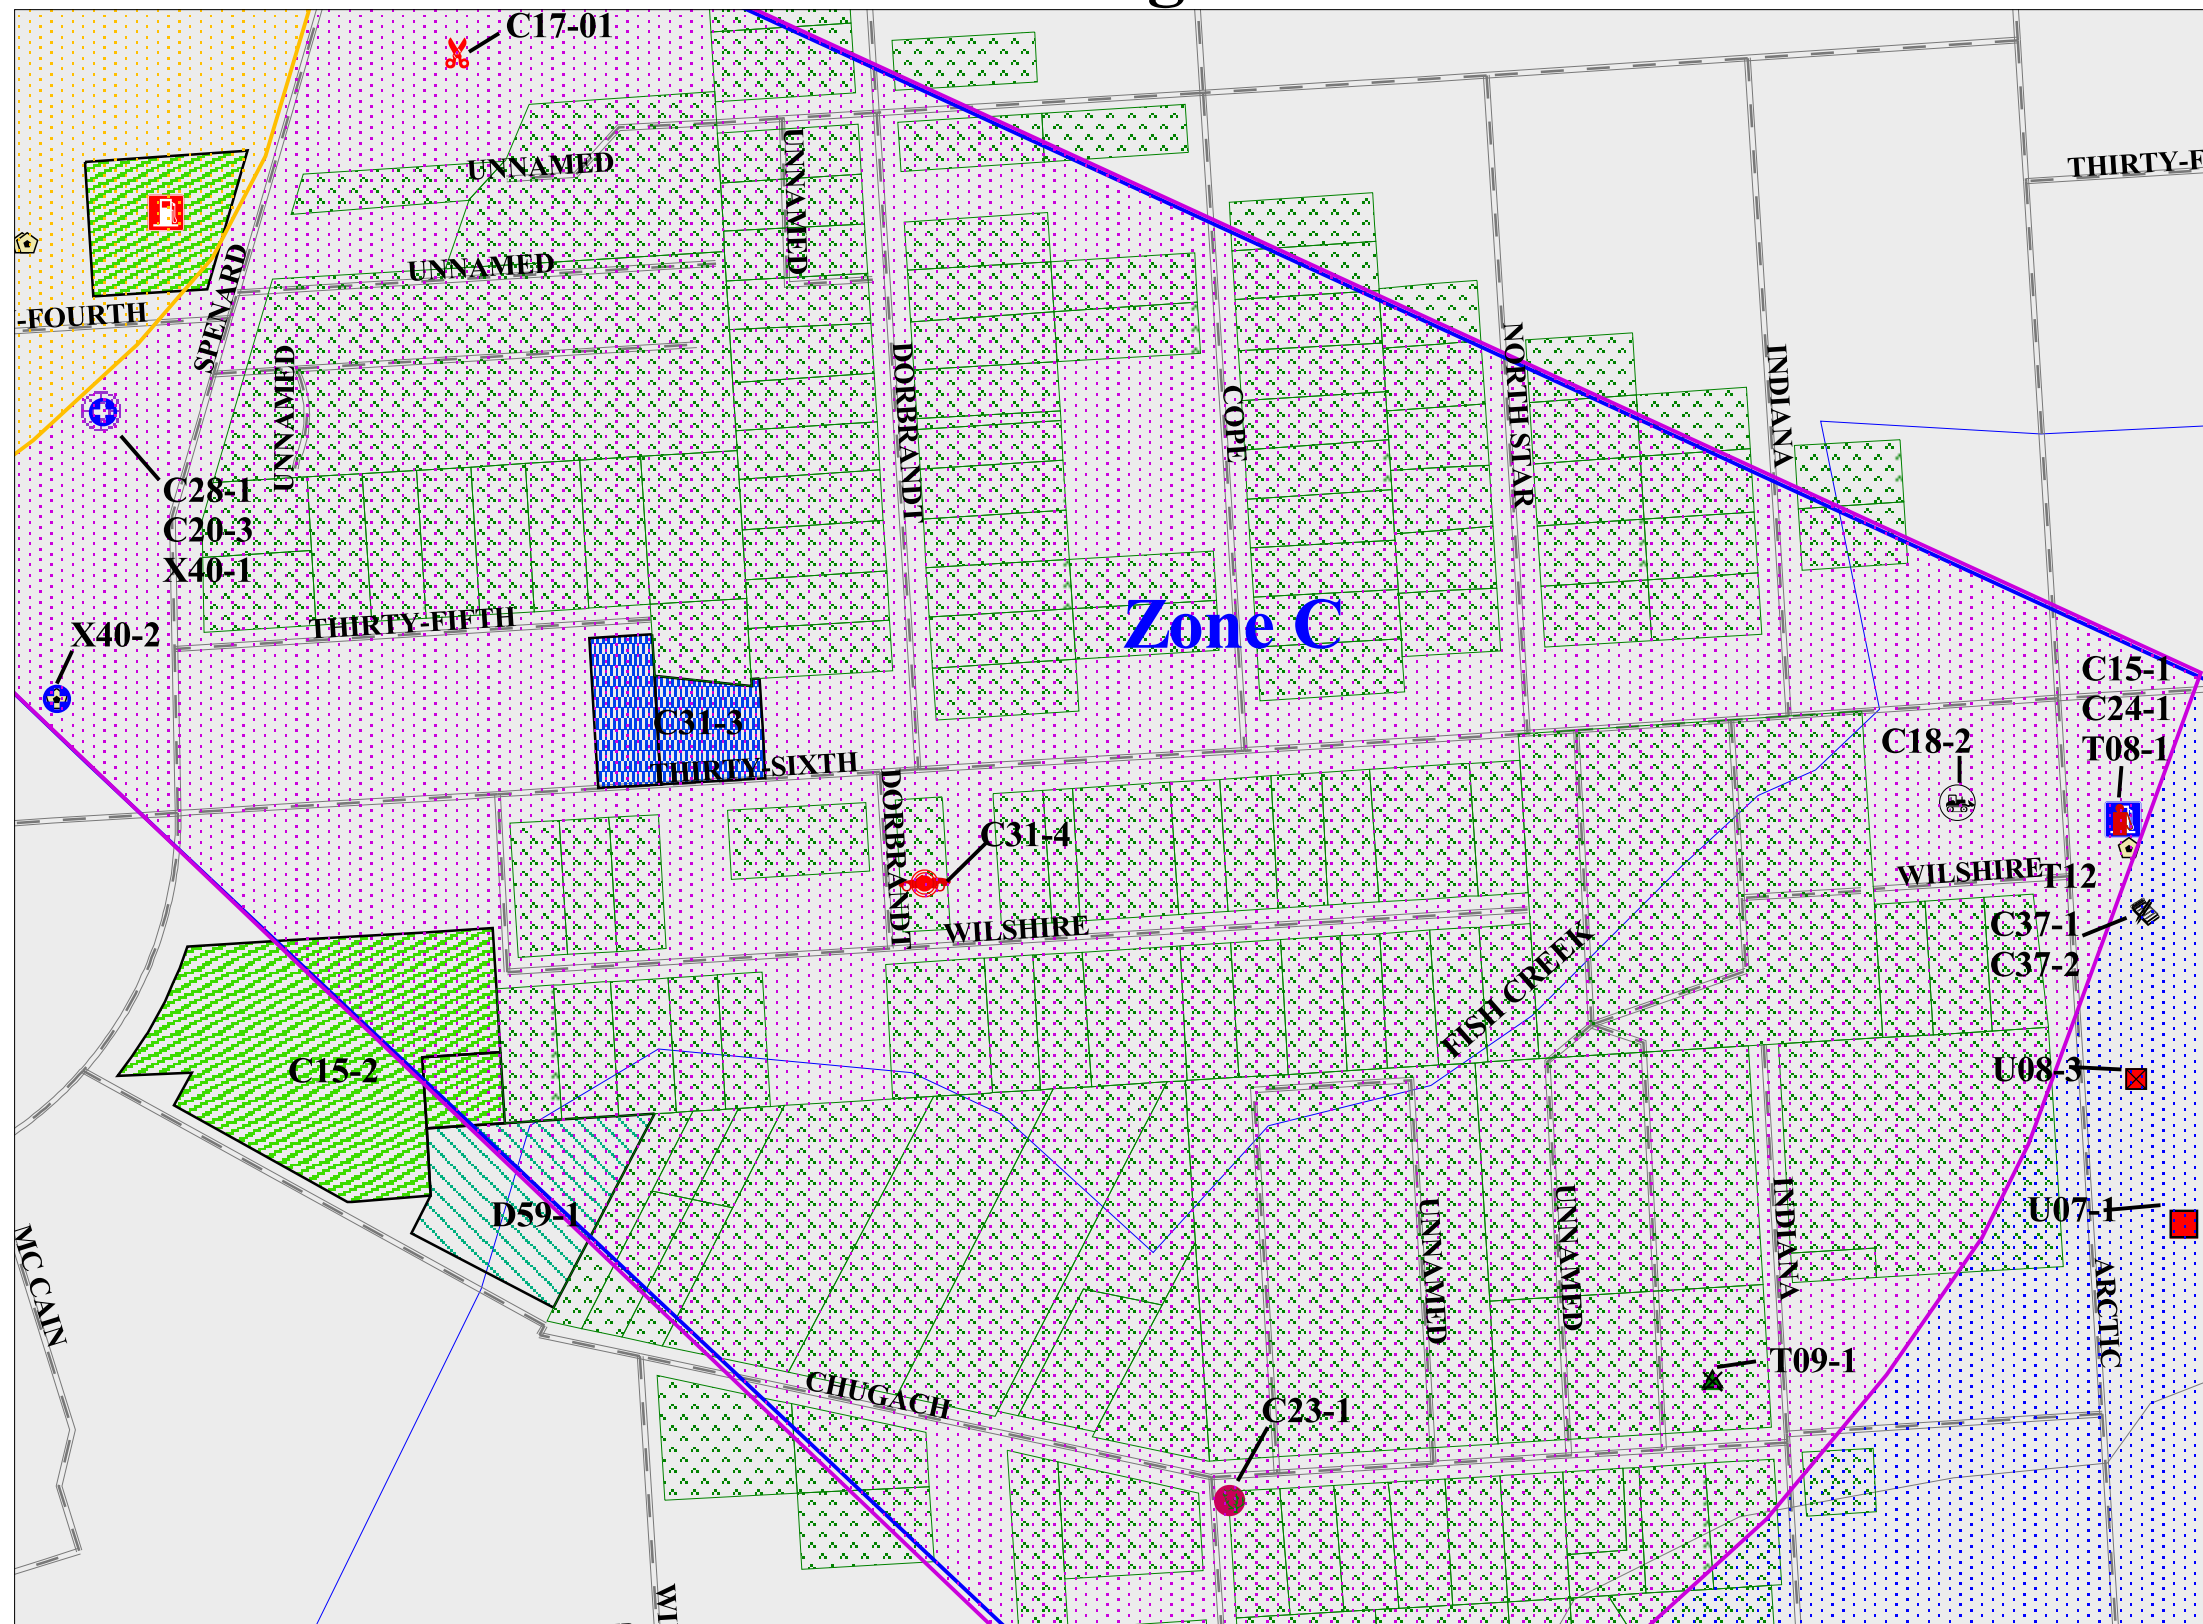 C17-01
UNNAMED
UNNAMED
THIRTY-F
UNNAMED
-FOURTH
SPENARD
UNNAMED
DORBRANDT
COPE
NORTH STAR
INDIANA
C28-1
C20-3
X40-1
THIRTY-FIFTH
Zone C
X40-2
C15-1
C24-1
T08-1
C31-3
THIRTY-SIXTH
C18-2
DORBRANDT
C31-4
WILSHIRE
WILSHIRE
T12
C37-1
C37-2
FISH CREEK
C15-2
U08-3
D59-1
U07-1
MC CAIN
UNNAMED
UNNAMED
INDIANA
ARCTIC
T09-1
CHUGACH
C23-1
WI